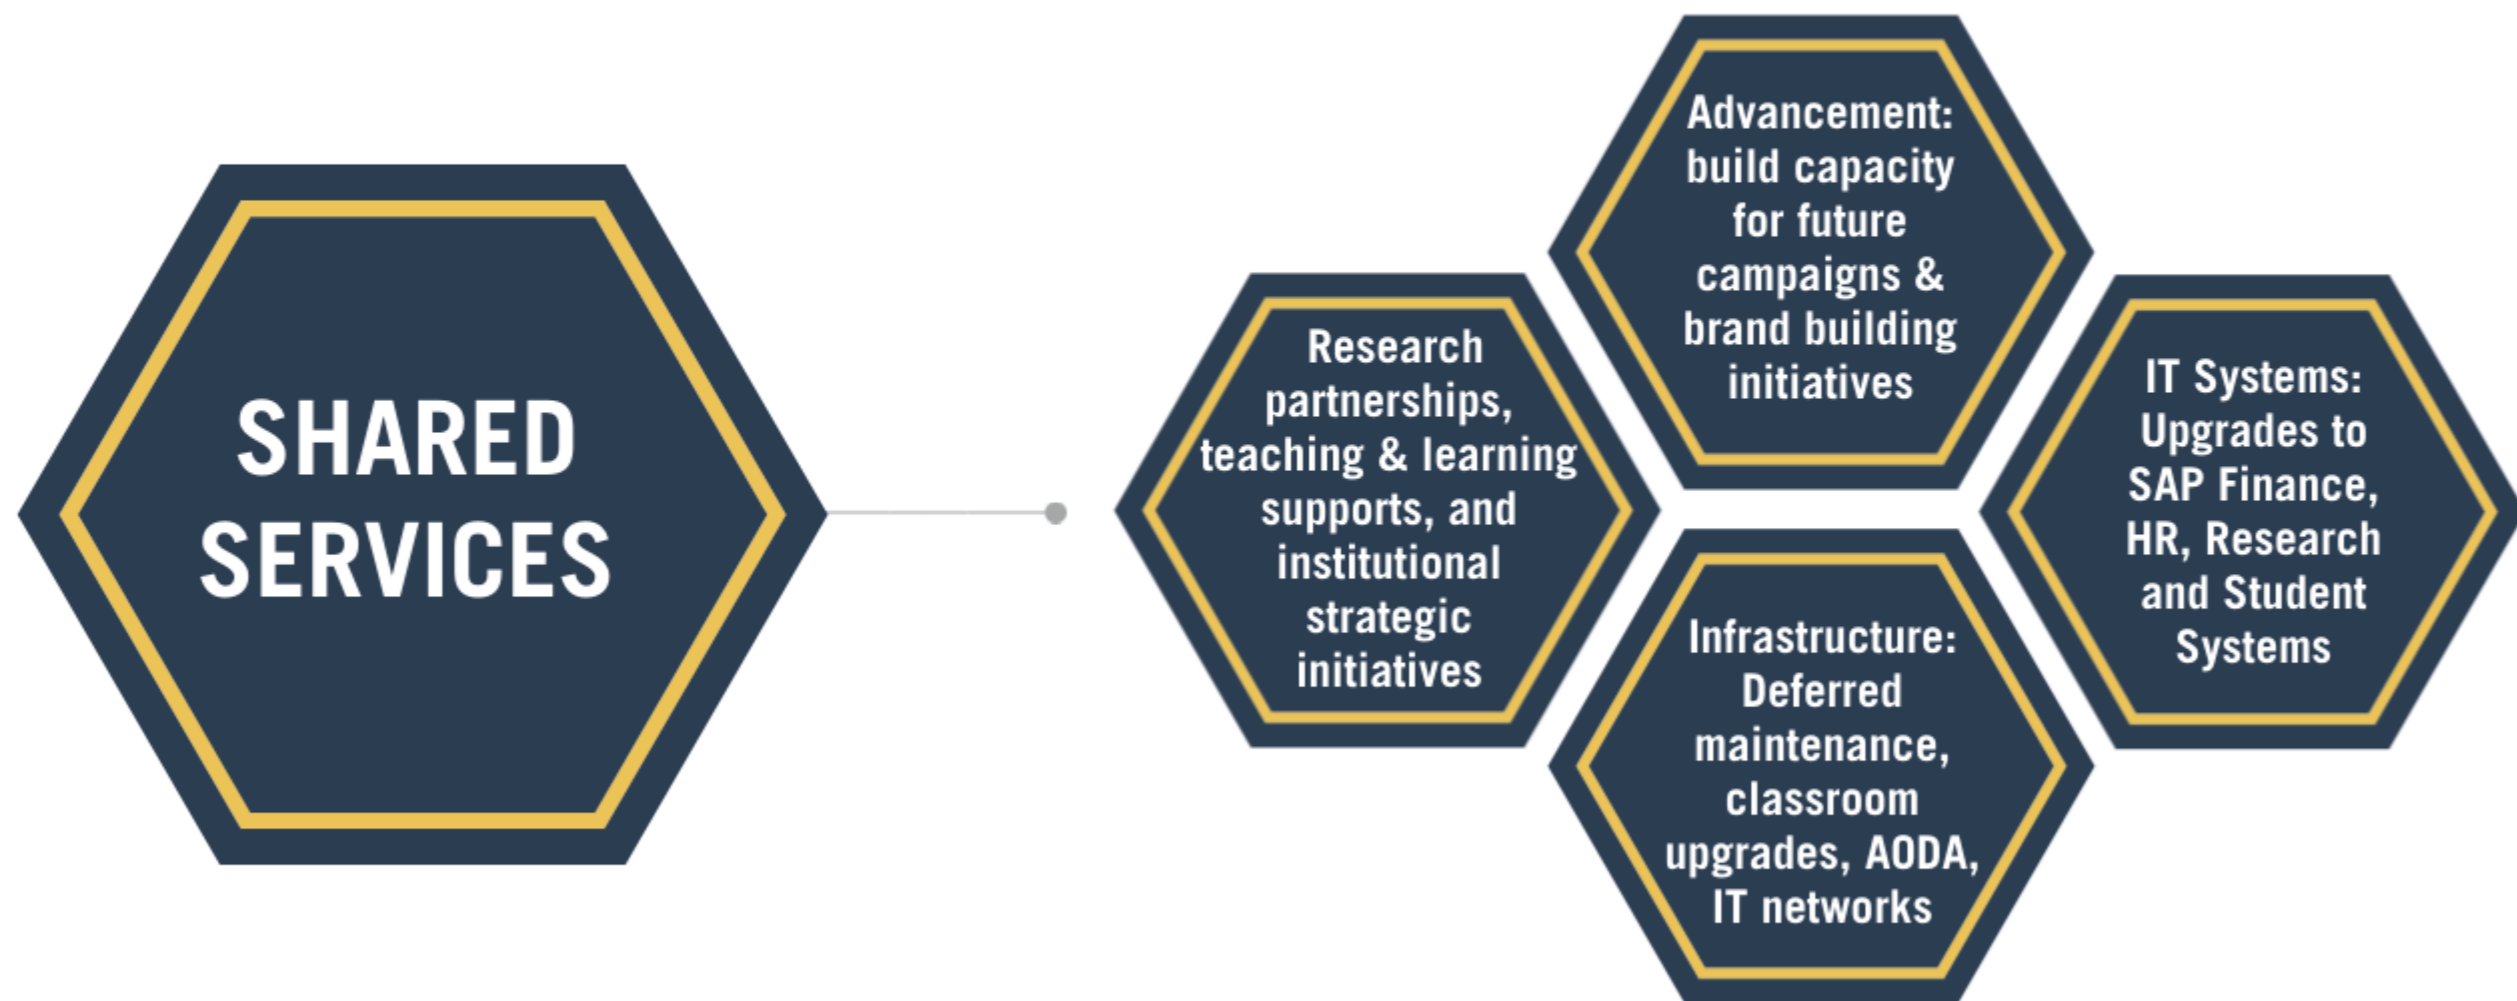 SHARED
SERVICES
Research
partnerships,
teaching & learning
supports, and
institutional
strategic
initiatives
Advancement:
build capacity
for future
campaigns &
brand building
initiatives
Infrastructure:
Deferred
maintenance,
classroom
upgrades, AODA,
IT networks
IT Systems:
Upgrades to
SAP Finance,
HR, Research
and Student
Systems